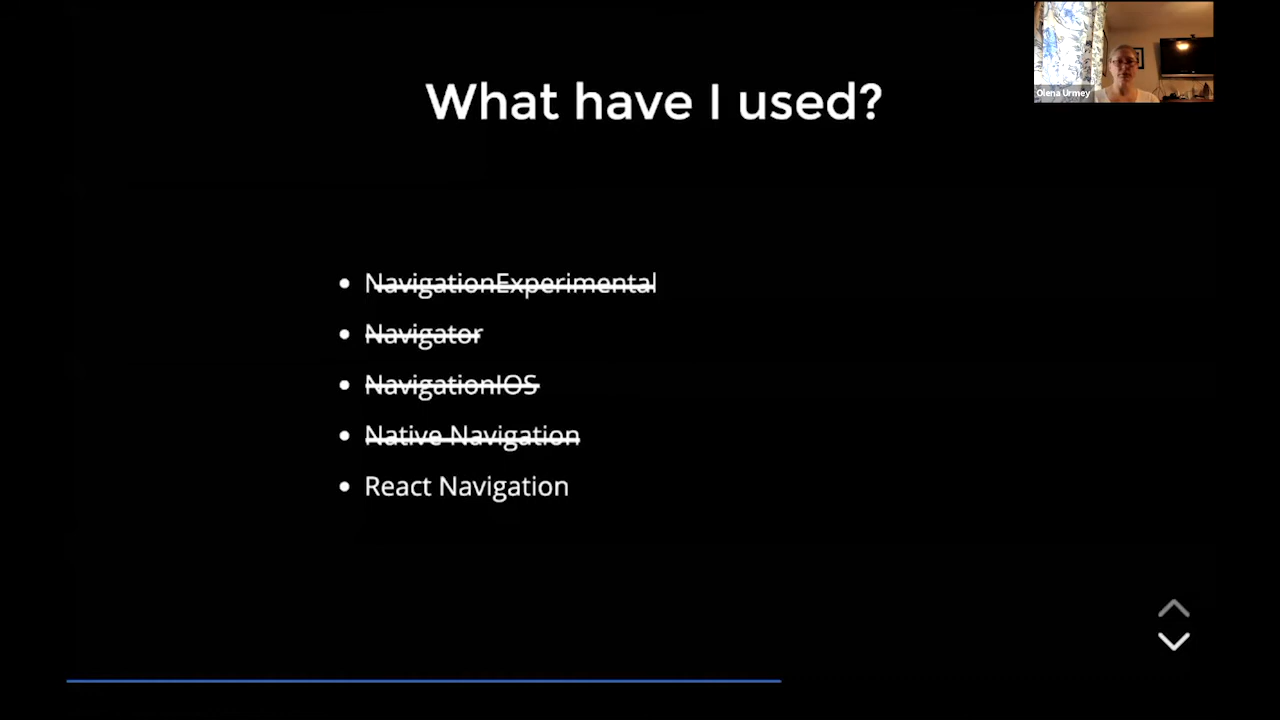 What have I used?
Olena Urmey
NavigationExperimental
Navigator
NavigationIOS
Native Navigation
React Navigation